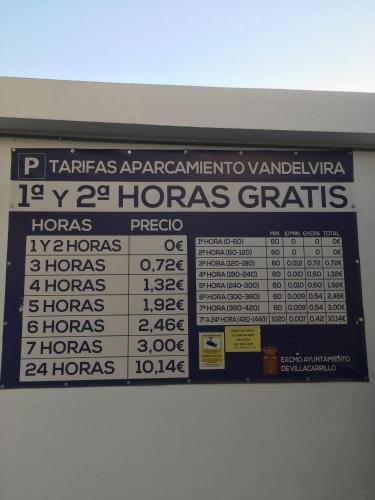 P TARIFAS APARCAMIENTO VANDELVIRA
1ª Y 2ª HORAS GRATIS
HORAS PRECIO
1 Y 2 HORAS 0€
3 HORAS 0,72€
4 HORAS 1,32€
5 HORAS 1,92€
6 HORAS 2,46€
7 HORAS 3,00€
24 HORAS 10,14€
MIN. €/MIN. €/HORA TOTAL
1ª HORA (0-60) 60 0 0 0€
2ª HORA (60-120) 60 0 0 0€
3ª HORA (120-180) 60 0,012 0,72 0,72€
4ª HORA (180-240) 60 0,010 0,60 1,32€
5ª HORA (240-300) 60 0,010 0,60 1,92€
6ª HORA (300-360) 60 0,009 0,54 2,46€
7ª HORA (360-420) 60 0,009 0,54 3,00€
7ª A 24ª HORA (420-1440) 1020 0,007 0,42 10,14€
EXCMO AYUNTAMIENTO
DE VILLACARRILLO